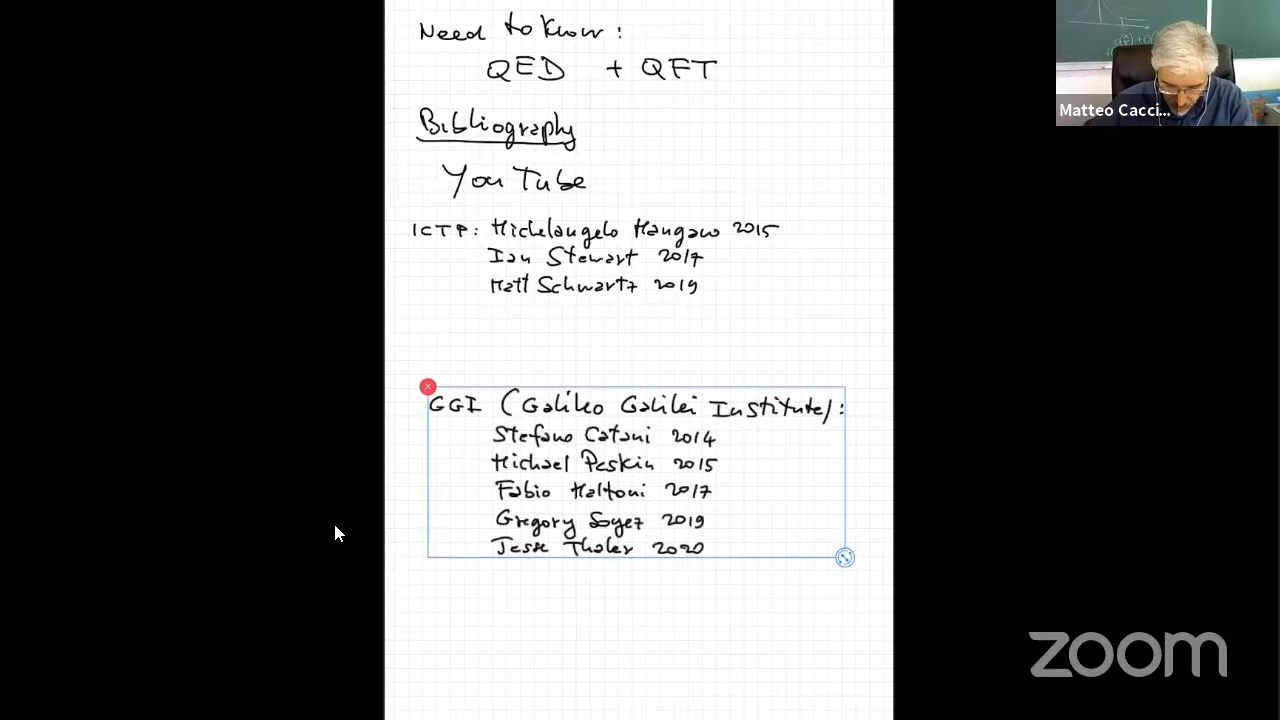 Need to know:
QED + QFT
Bibliography
YouTube
ICTP: Michelangelo Mangano 2015
Ian Stewart 2017
Matt Schwartz 2019
GGI (Galileo Galilei Institute):
Stefano Catani 2014
Michael Peskin 2015
Fabio Maltoni 2017
Gregory Soyez 2019
Jesse Thaler 2020
Matteo Cacci...
zoom